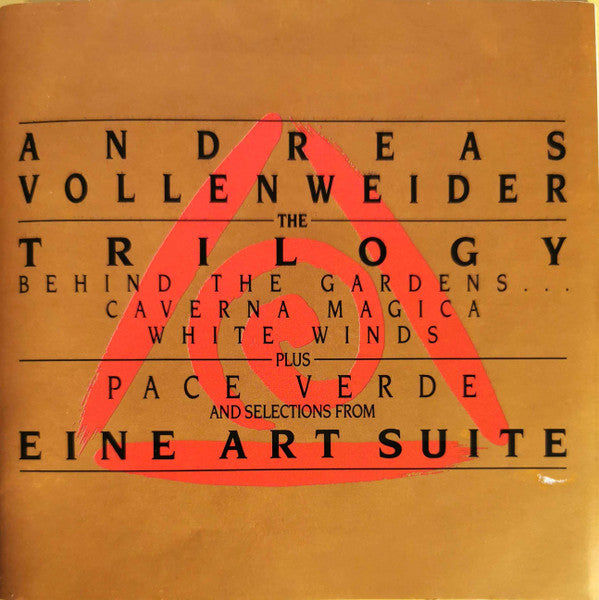 ANDREAS
VOLLENWEIDER
THE
TRILOGY
BEHIND THE GARDENS...
CAVERNA MAGICA
WHITE WINDS
PLUS
PACE VERDE
AND SELECTIONS FROM
EINE ART SUITE